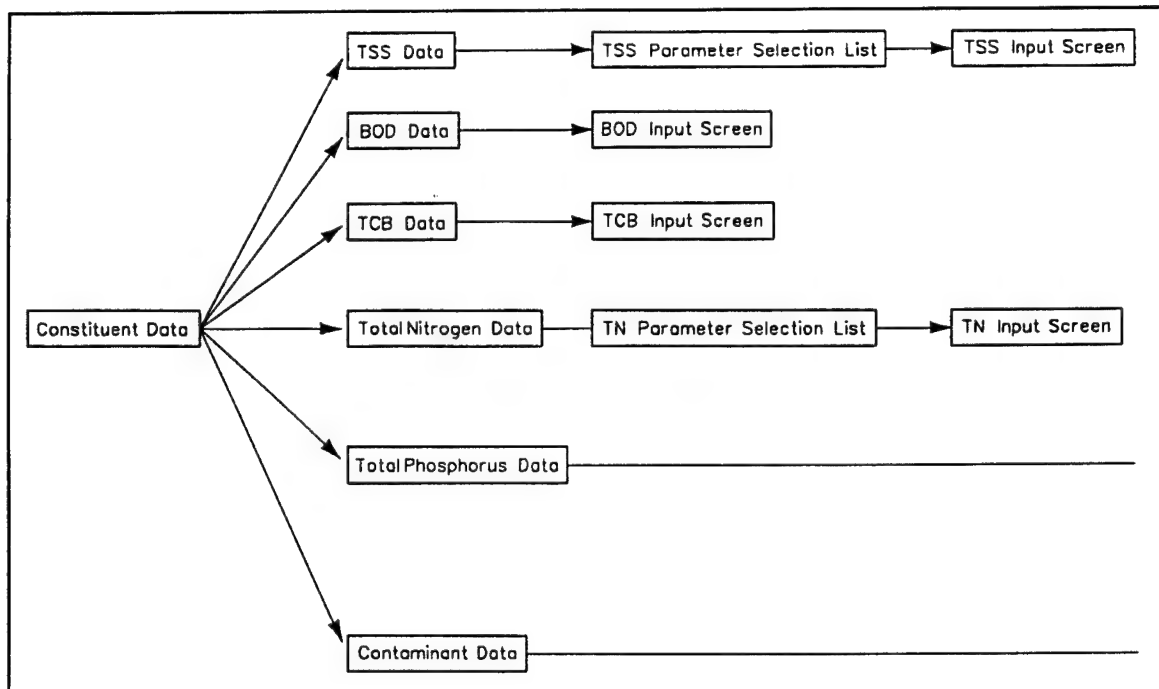 TSS Data
TSS Parameter Selection List
TSS Input Screen
BOD Data
BOD Input Screen
TCB Data
TCB Input Screen
Constituent Data
Total Nitrogen Data
TN Parameter Selection List
TN Input Screen
Total Phosphorus Data
Contaminant Data